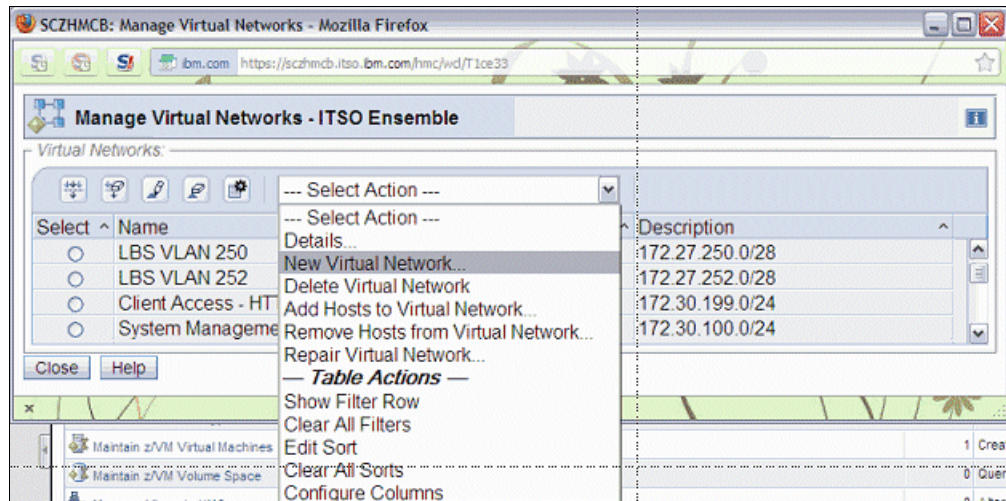 SCZHMCB: Manage Virtual Networks - Mozilla Firefox
ibm.com https://sczhmcb.itso.ibm.com/hmc/wcl/T1ce33
Manage Virtual Networks - ITSO Ensemble
Virtual Networks:
--- Select Action ---
Select ^ Name ^ Description ^
--- Select Action ---
Details...
LBS VLAN 250 172.27.250.0/28
New Virtual Network...
LBS VLAN 252 172.27.252.0/28
Delete Virtual Network
Client Access - HT 172.30.199.0/24
Add Hosts to Virtual Network...
System Manageme 172.30.100.0/24
Remove Hosts from Virtual Network...
Repair Virtual Network...
Close Help
— Table Actions —
Show Filter Row
Clear All Filters
Maintain z/VM Virtual Machines 1 Crea
Edit Sort
Maintain z/VM Volume Space 0 Quer
Clear All Sorts
Configure Columns